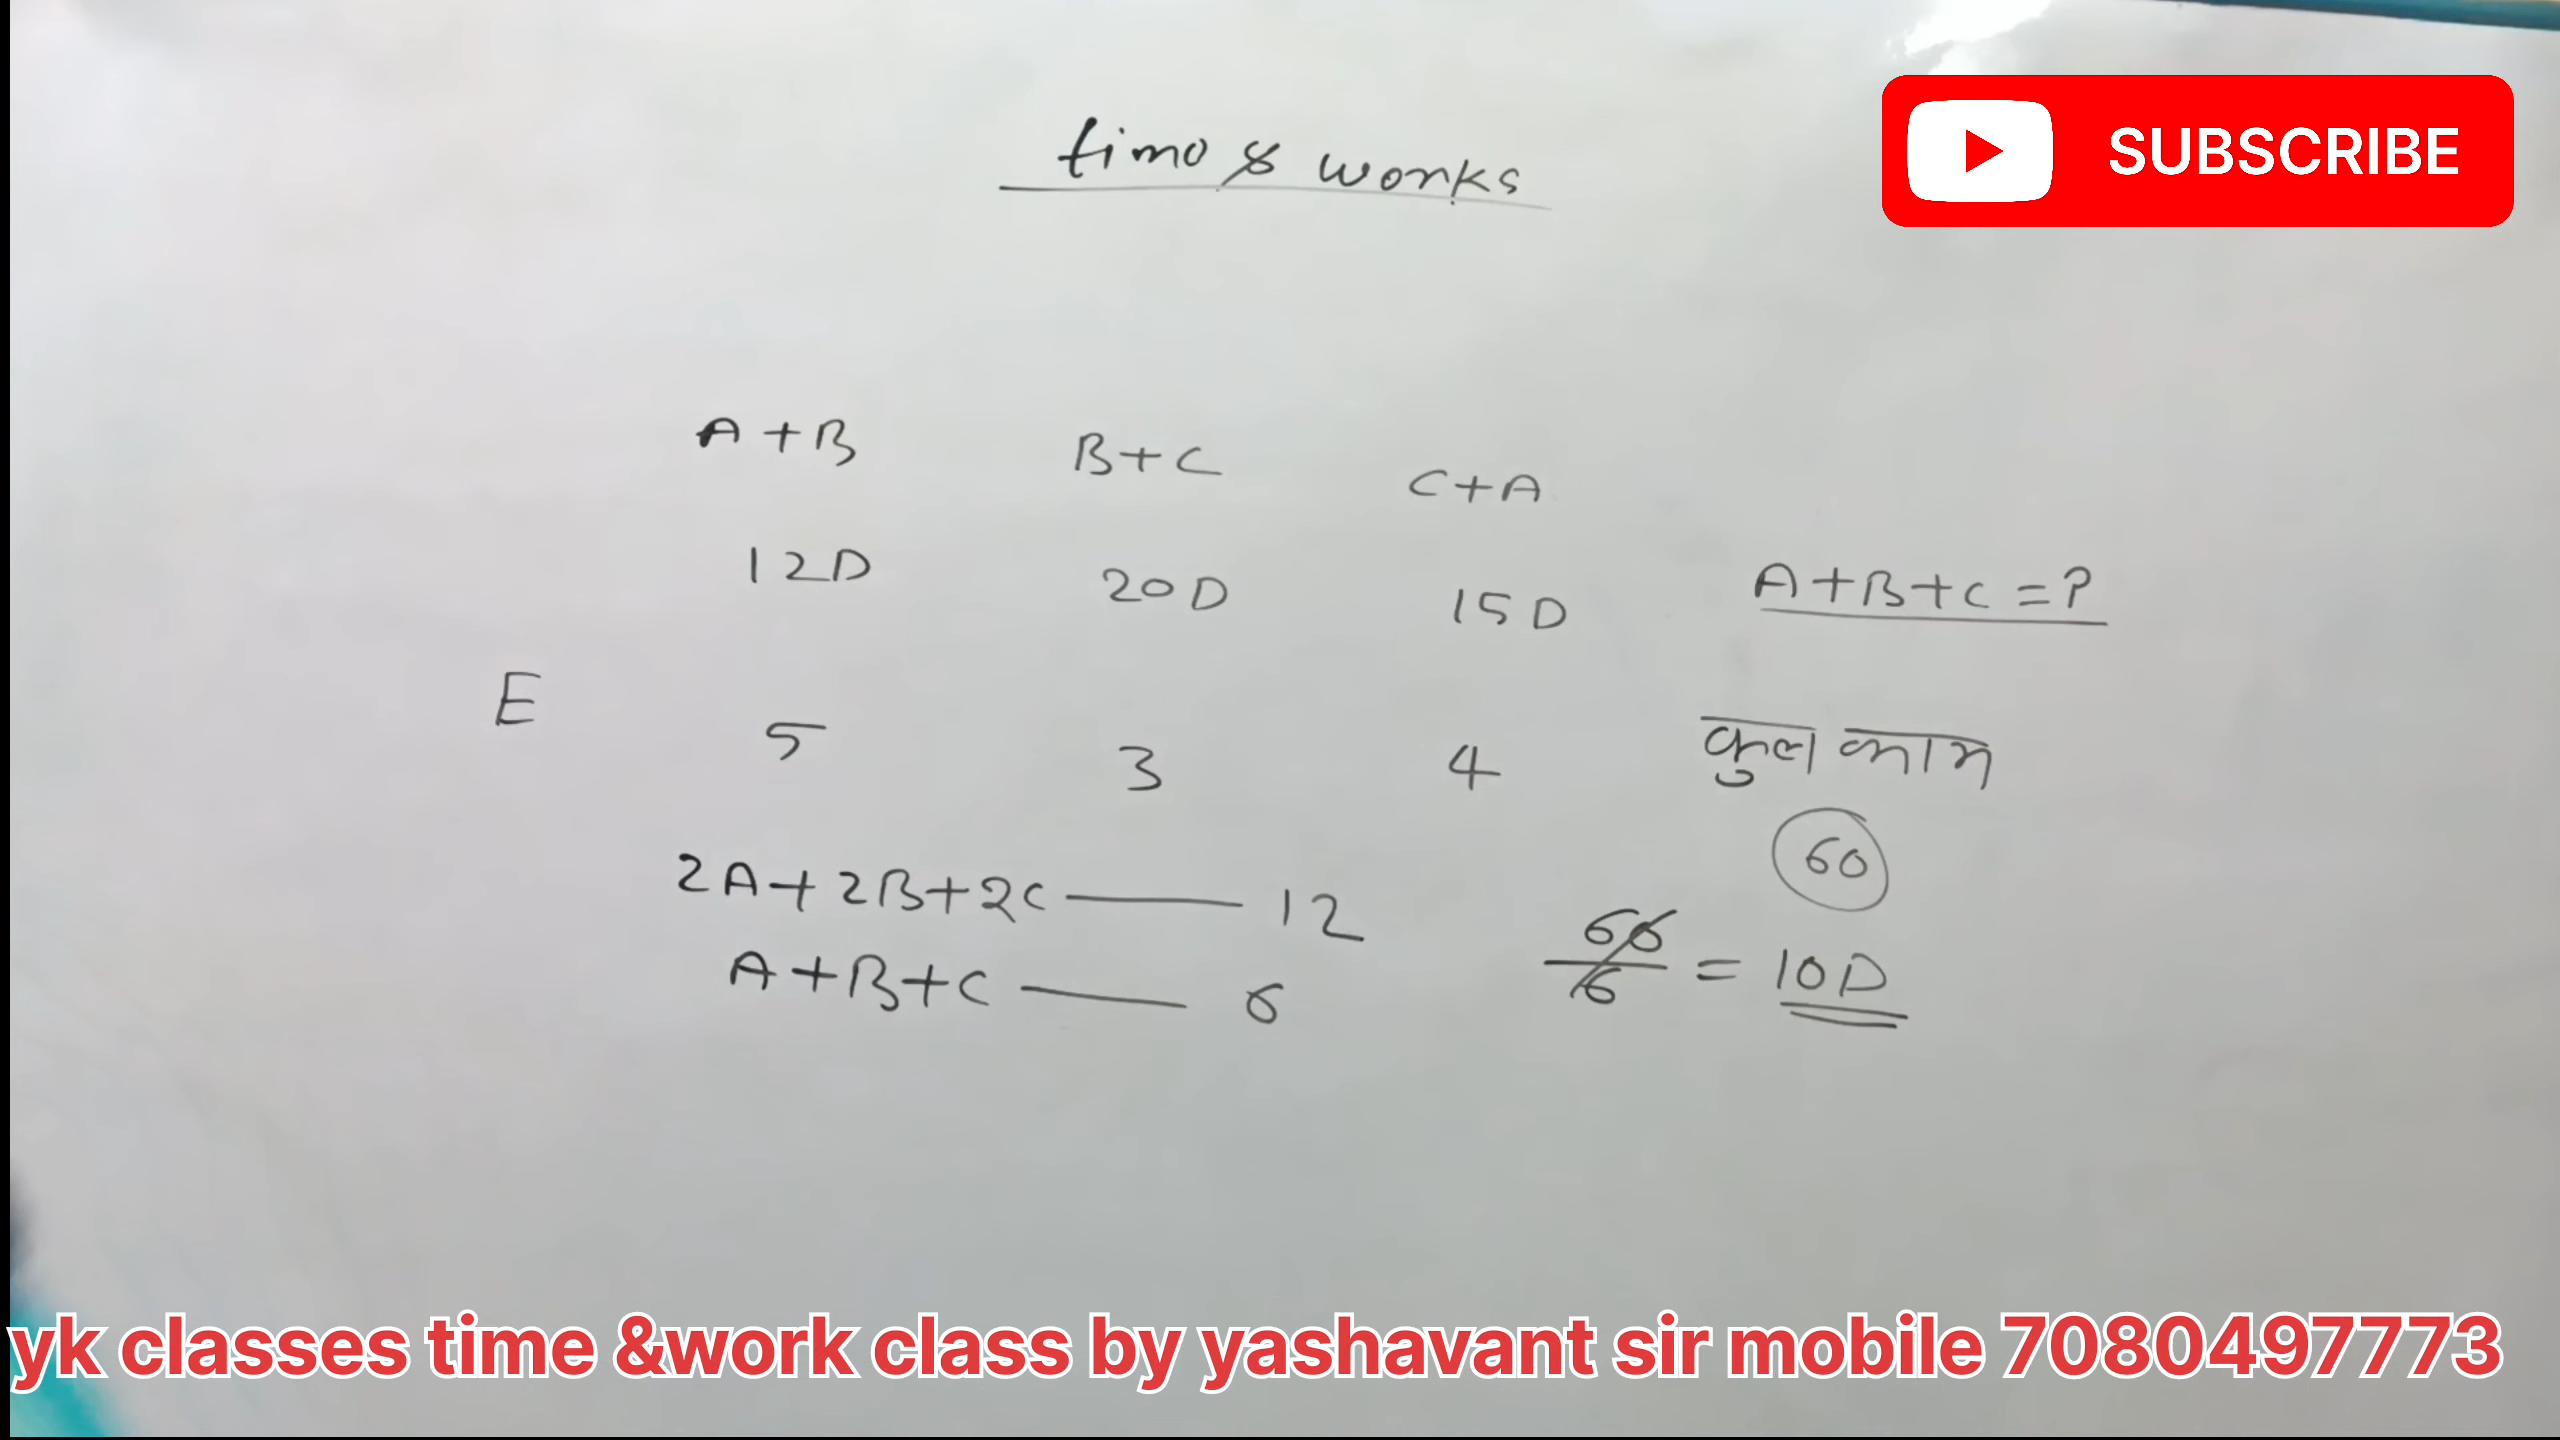 timo & works
SUBSCRIBE
A+B B+C C+A
12D 20D 15D A+B+C=?
E 5 3 4 कुल काम
60
2A+2B+2C — 12
A+B+C — 6
60/6 = 10D
yk classes time &work class by yashavant sir mobile 7080497773